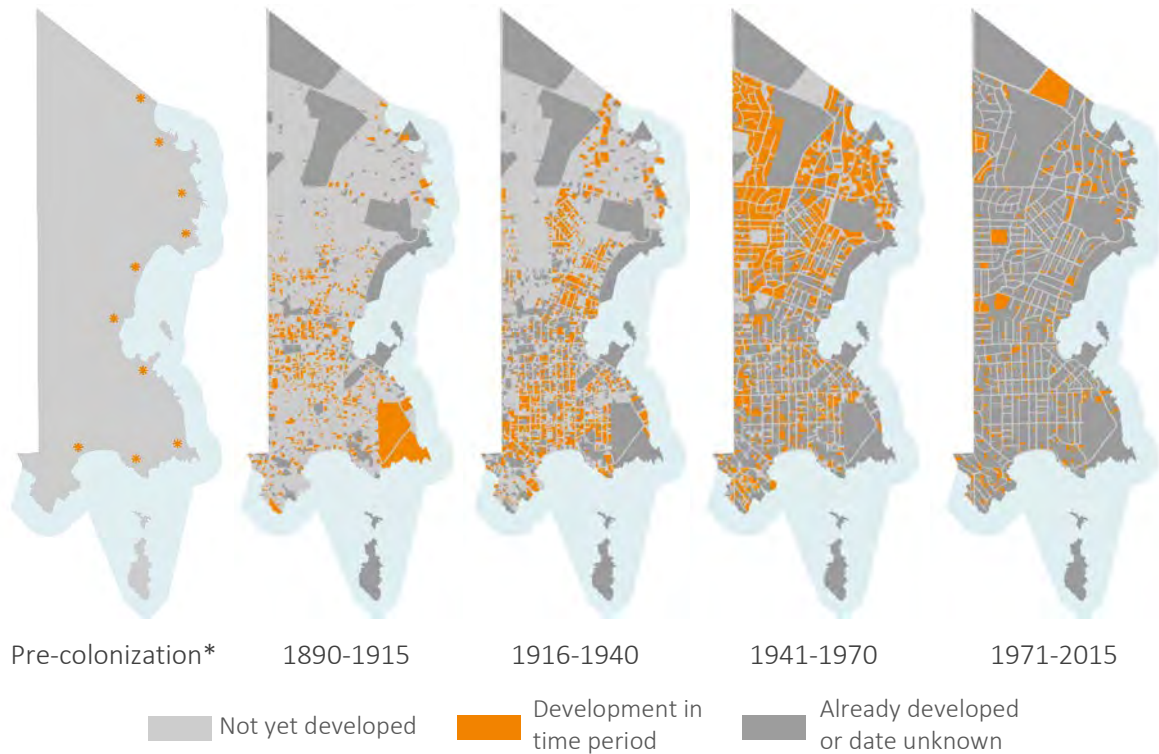 Pre-colonization* 1890-1915 1916-1940 1941-1970 1971-2015
Not yet developed
Development in
time period
Already developed
or date unknown